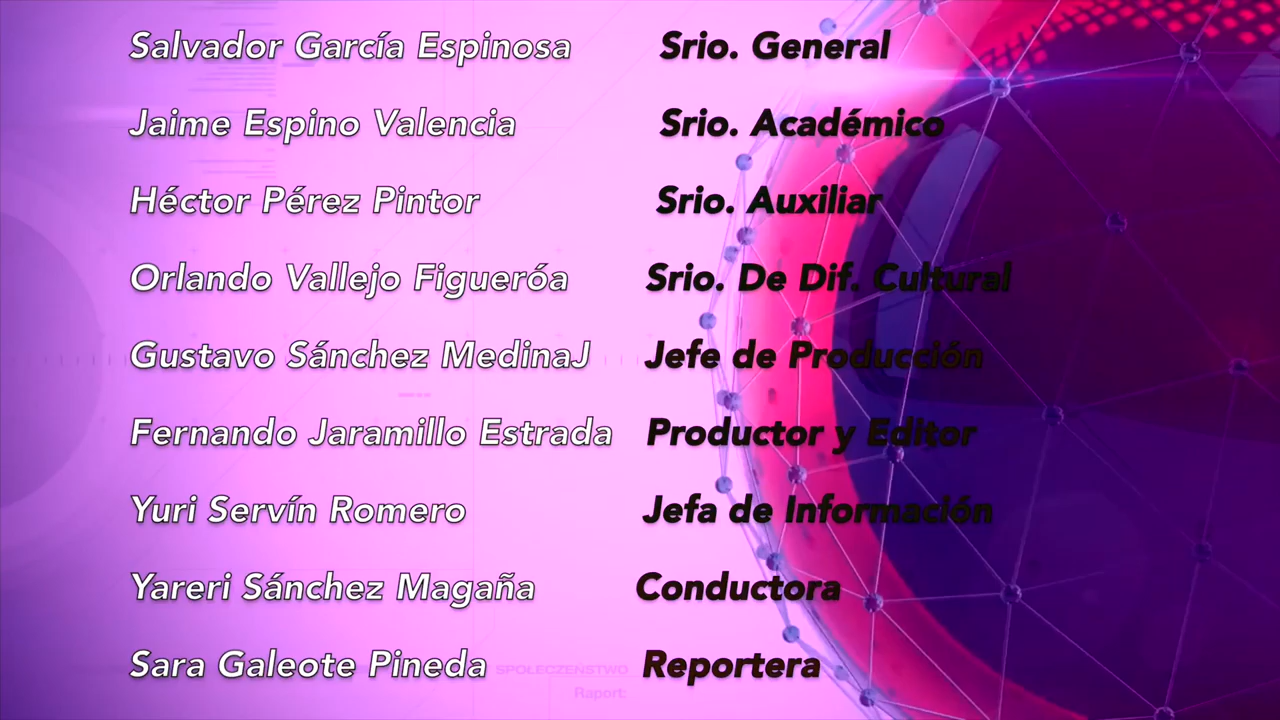 Salvador García Espinosa Srio. General
Jaime Espino Valencia Srio. Académico
Héctor Pérez Pintor Srio. Auxiliar
Orlando Vallejo Figueróa Srio. De Dif. Cultural
Gustavo Sánchez MedinaJ Jefe de Producción
Fernando Jaramillo Estrada Productor y Editor
Yuri Servín Romero Jefa de Información
Yareri Sánchez Magaña Conductora
Sara Galeote Pineda Reportera
SPOŁECZEŃSTWO
Raport: